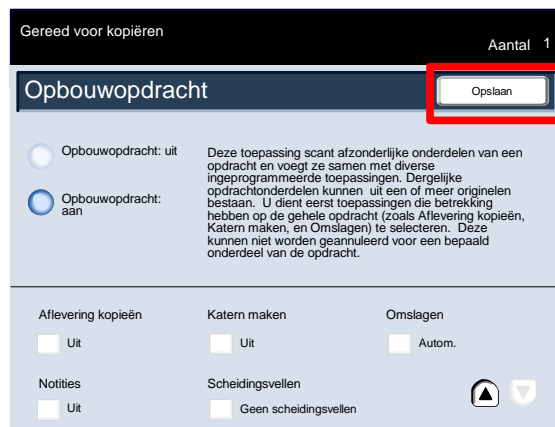 Gereed voor kopiëren
Aantal 1
Opbouwopdracht
Opslaan
Opbouwopdracht: uit
Opbouwopdracht:
aan
Deze toepassing scant afzonderlijke onderdelen van een
opdracht en voegt ze samen met diverse
ingeprogrammeerde toepassingen. Dergelijke
opdrachtonderdelen kunnen uit een of meer originelen
bestaan. U dient eerst toepassingen die betrekking
hebben op de gehele opdracht (zoals Aflevering kopieën,
Katern maken, en Omslagen) te selecteren. Deze
kunnen niet worden geannuleerd voor een bepaald
onderdeel van de opdracht.
Aflevering kopieën
Uit
Katern maken
Uit
Omslagen
Autom.
Notities
Uit
Scheidingsvellen
Geen scheidingsvellen